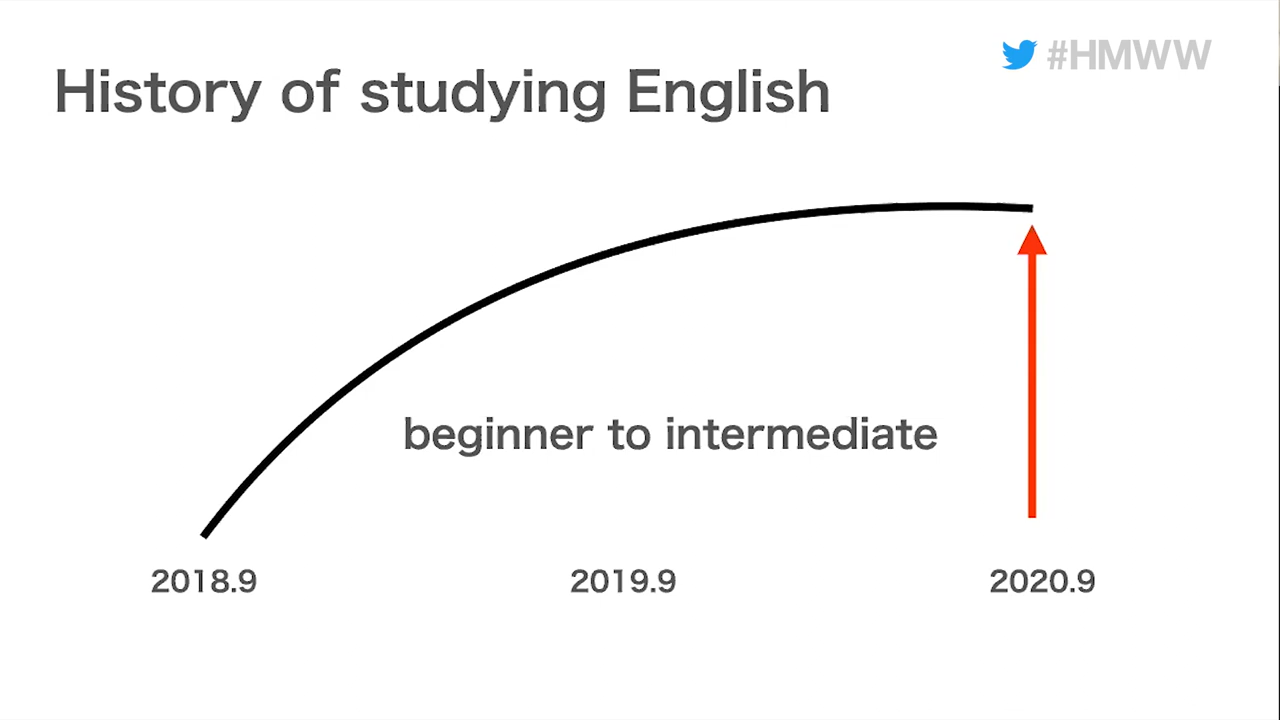 #HMWW
History of studying English
beginner to intermediate
2018.9
2019.9
2020.9